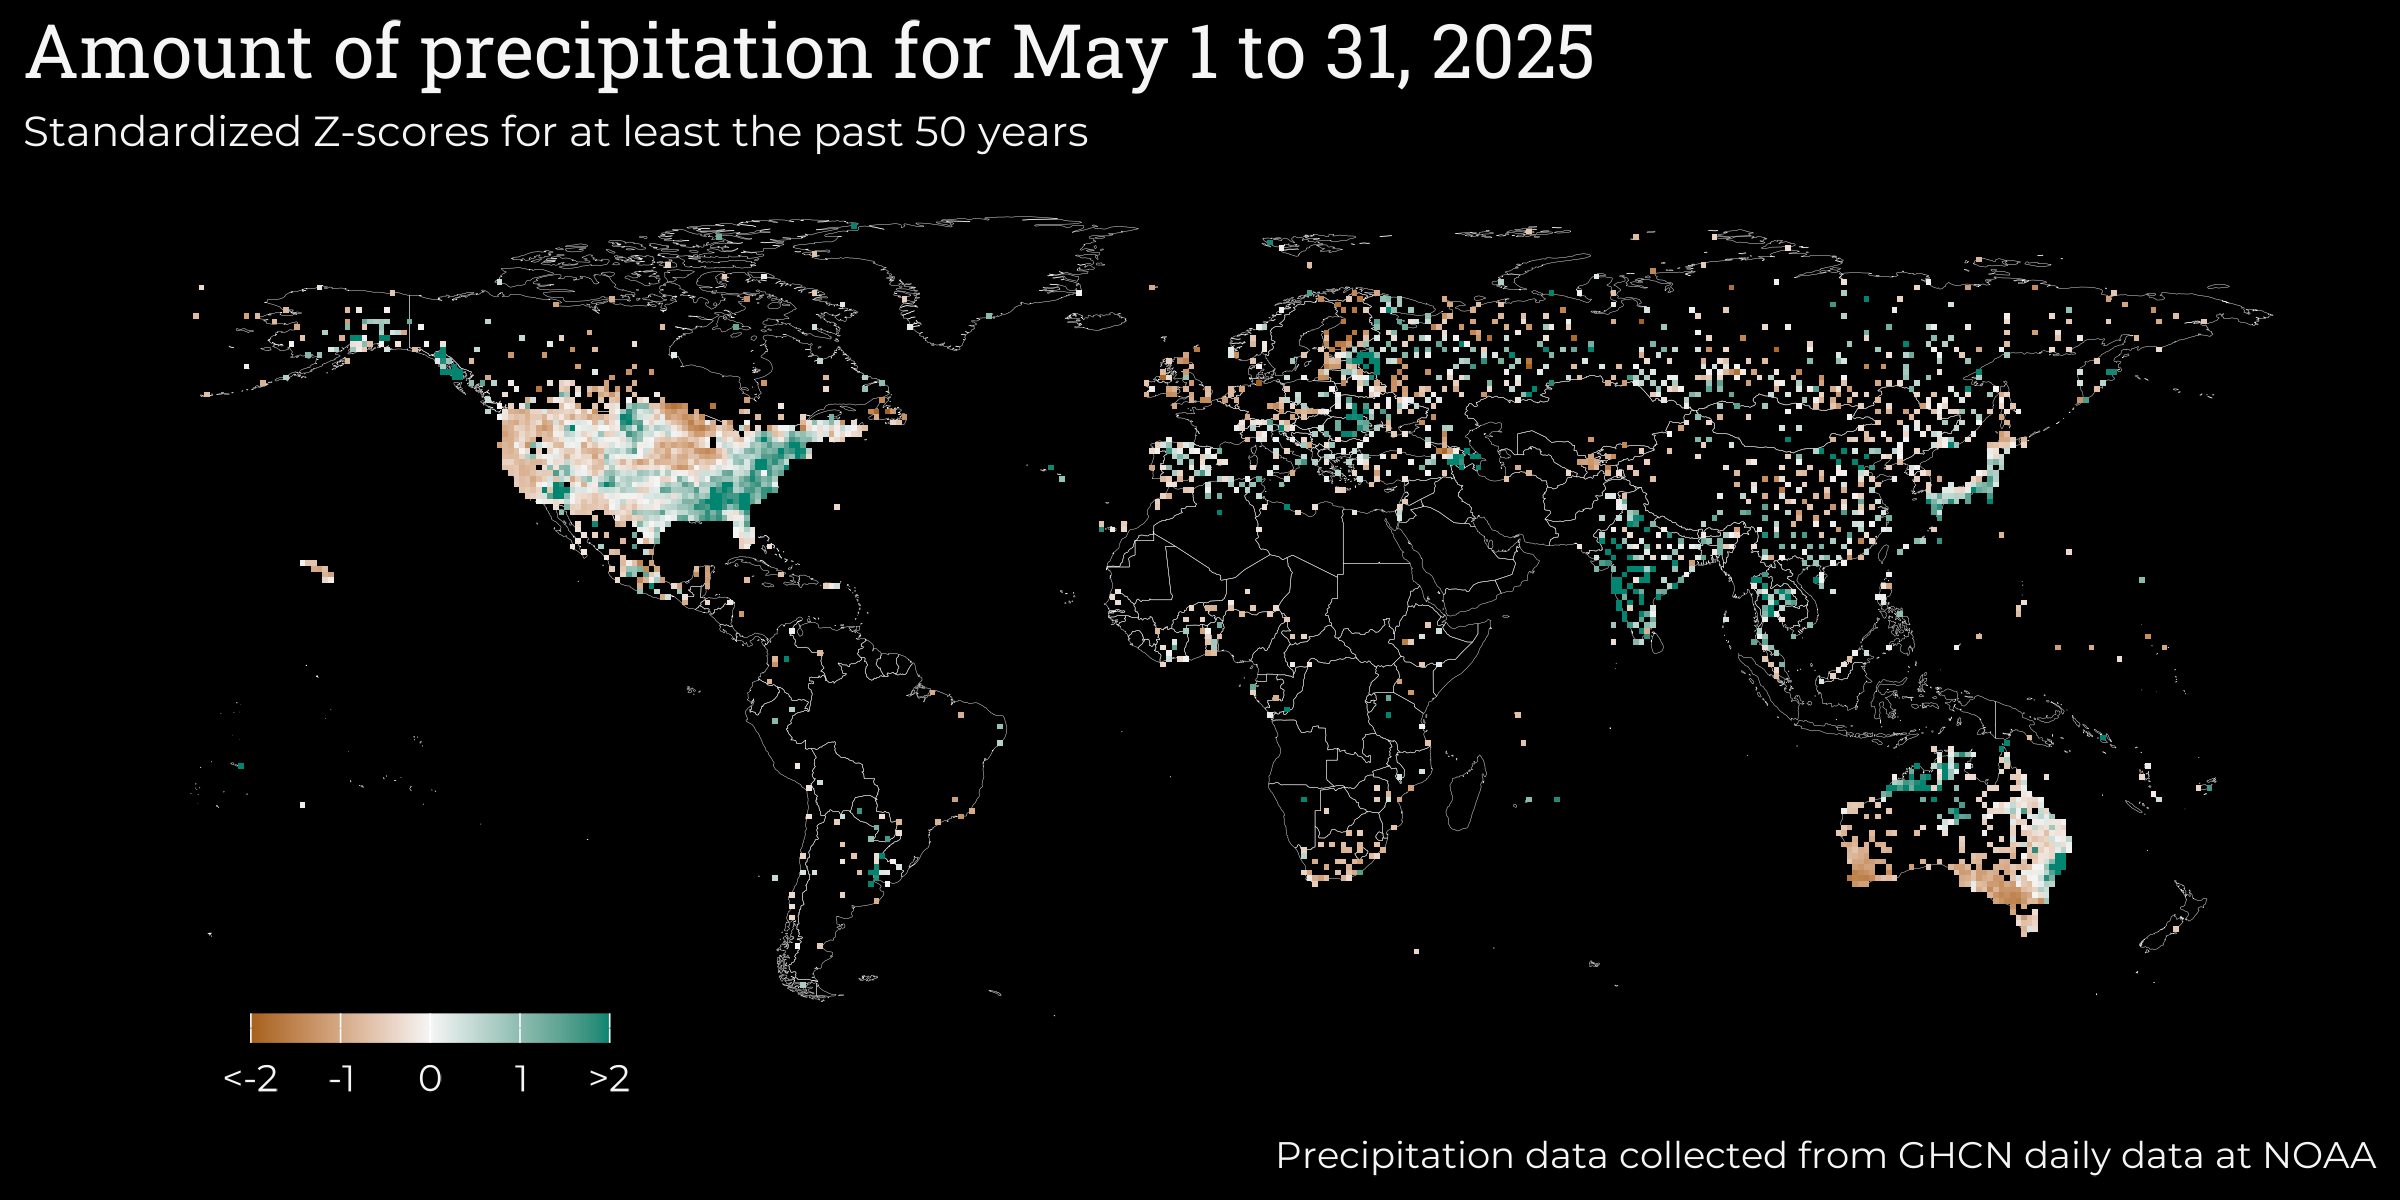 Amount of precipitation for May 1 to 31, 2025
Standardized Z-scores for at least the past 50 years
<-2 -1 0 1 >2
Precipitation data collected from GHCN daily data at NOAA